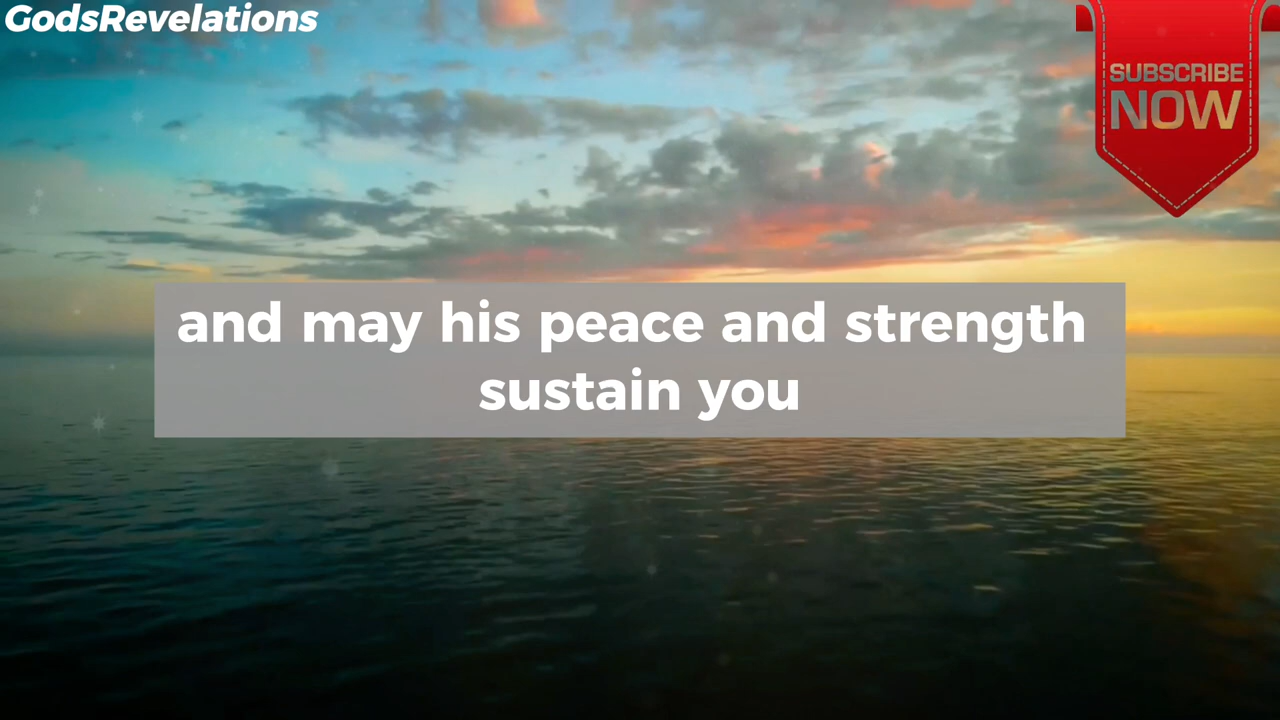 GodsRevelations
SUBSCRIBE
NOW
and may his peace and strength
sustain you